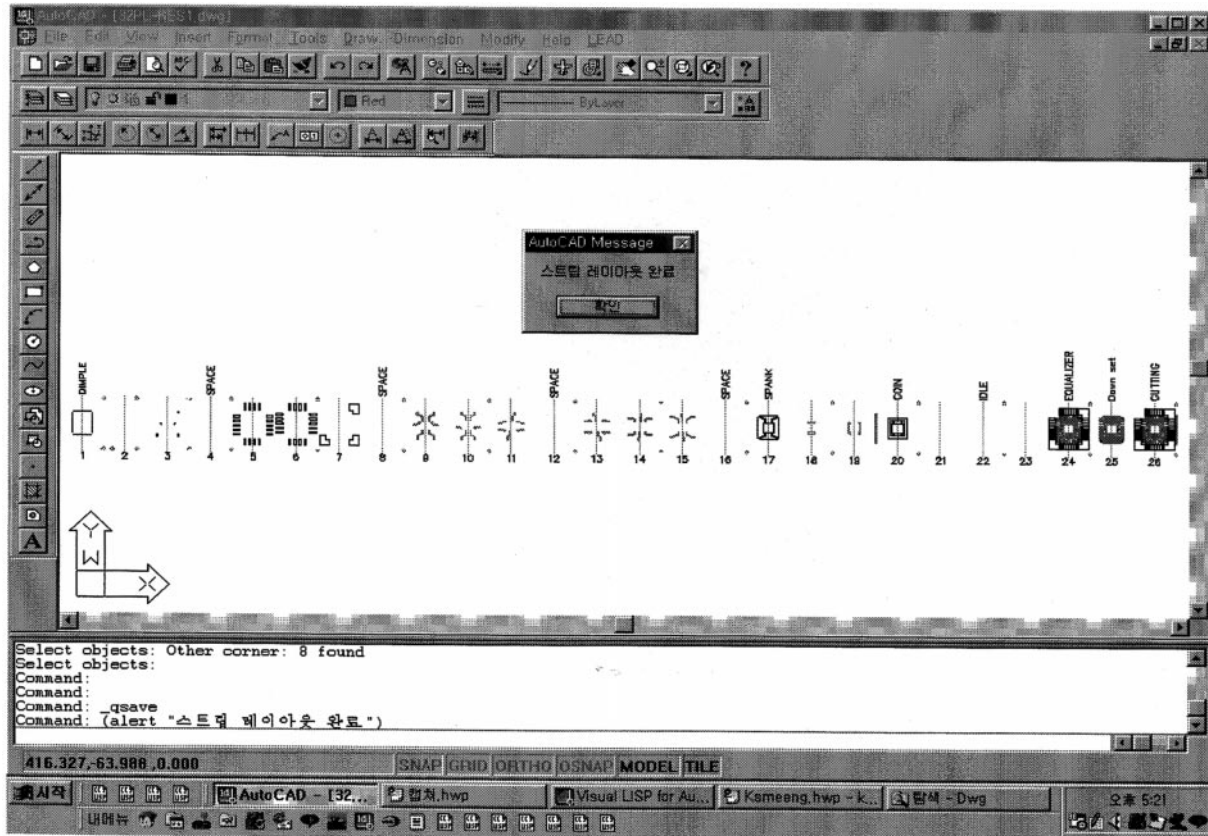 AutoCAD - [32PL-RES1.dwg]
File Edit View Insert Format Tools Draw Dimension Modify Help LEAD
Red
ByLayer
AutoCAD Message
스트립 레이아웃 완료
확인
DIMPLE
SPACE
SPACE
SPACE
SPACE
SPANK
COIN
IDLE
EQUALIZER
Down set
CUTTING
1 2 3 4 5 6 7 8 9 10 11 12 13 14 15 16 17 18 19 20 21 22 23 24 25 26
Y
W
X
Select objects: Other corner: 8 found
Select objects:
Command:
Command:
Command: _qsave
Command: (alert "스트립 레이아웃 완료")
416.327,-63.988 ,0.000
SNAP GRID ORTHO OSNAP MODEL TILE
시작
AutoCAD - [32...
캡쳐.hwp
Visual LISP for Au...
Ksmeang.hwp - k...
탐색 - Dwg
오후 5:21
내메뉴